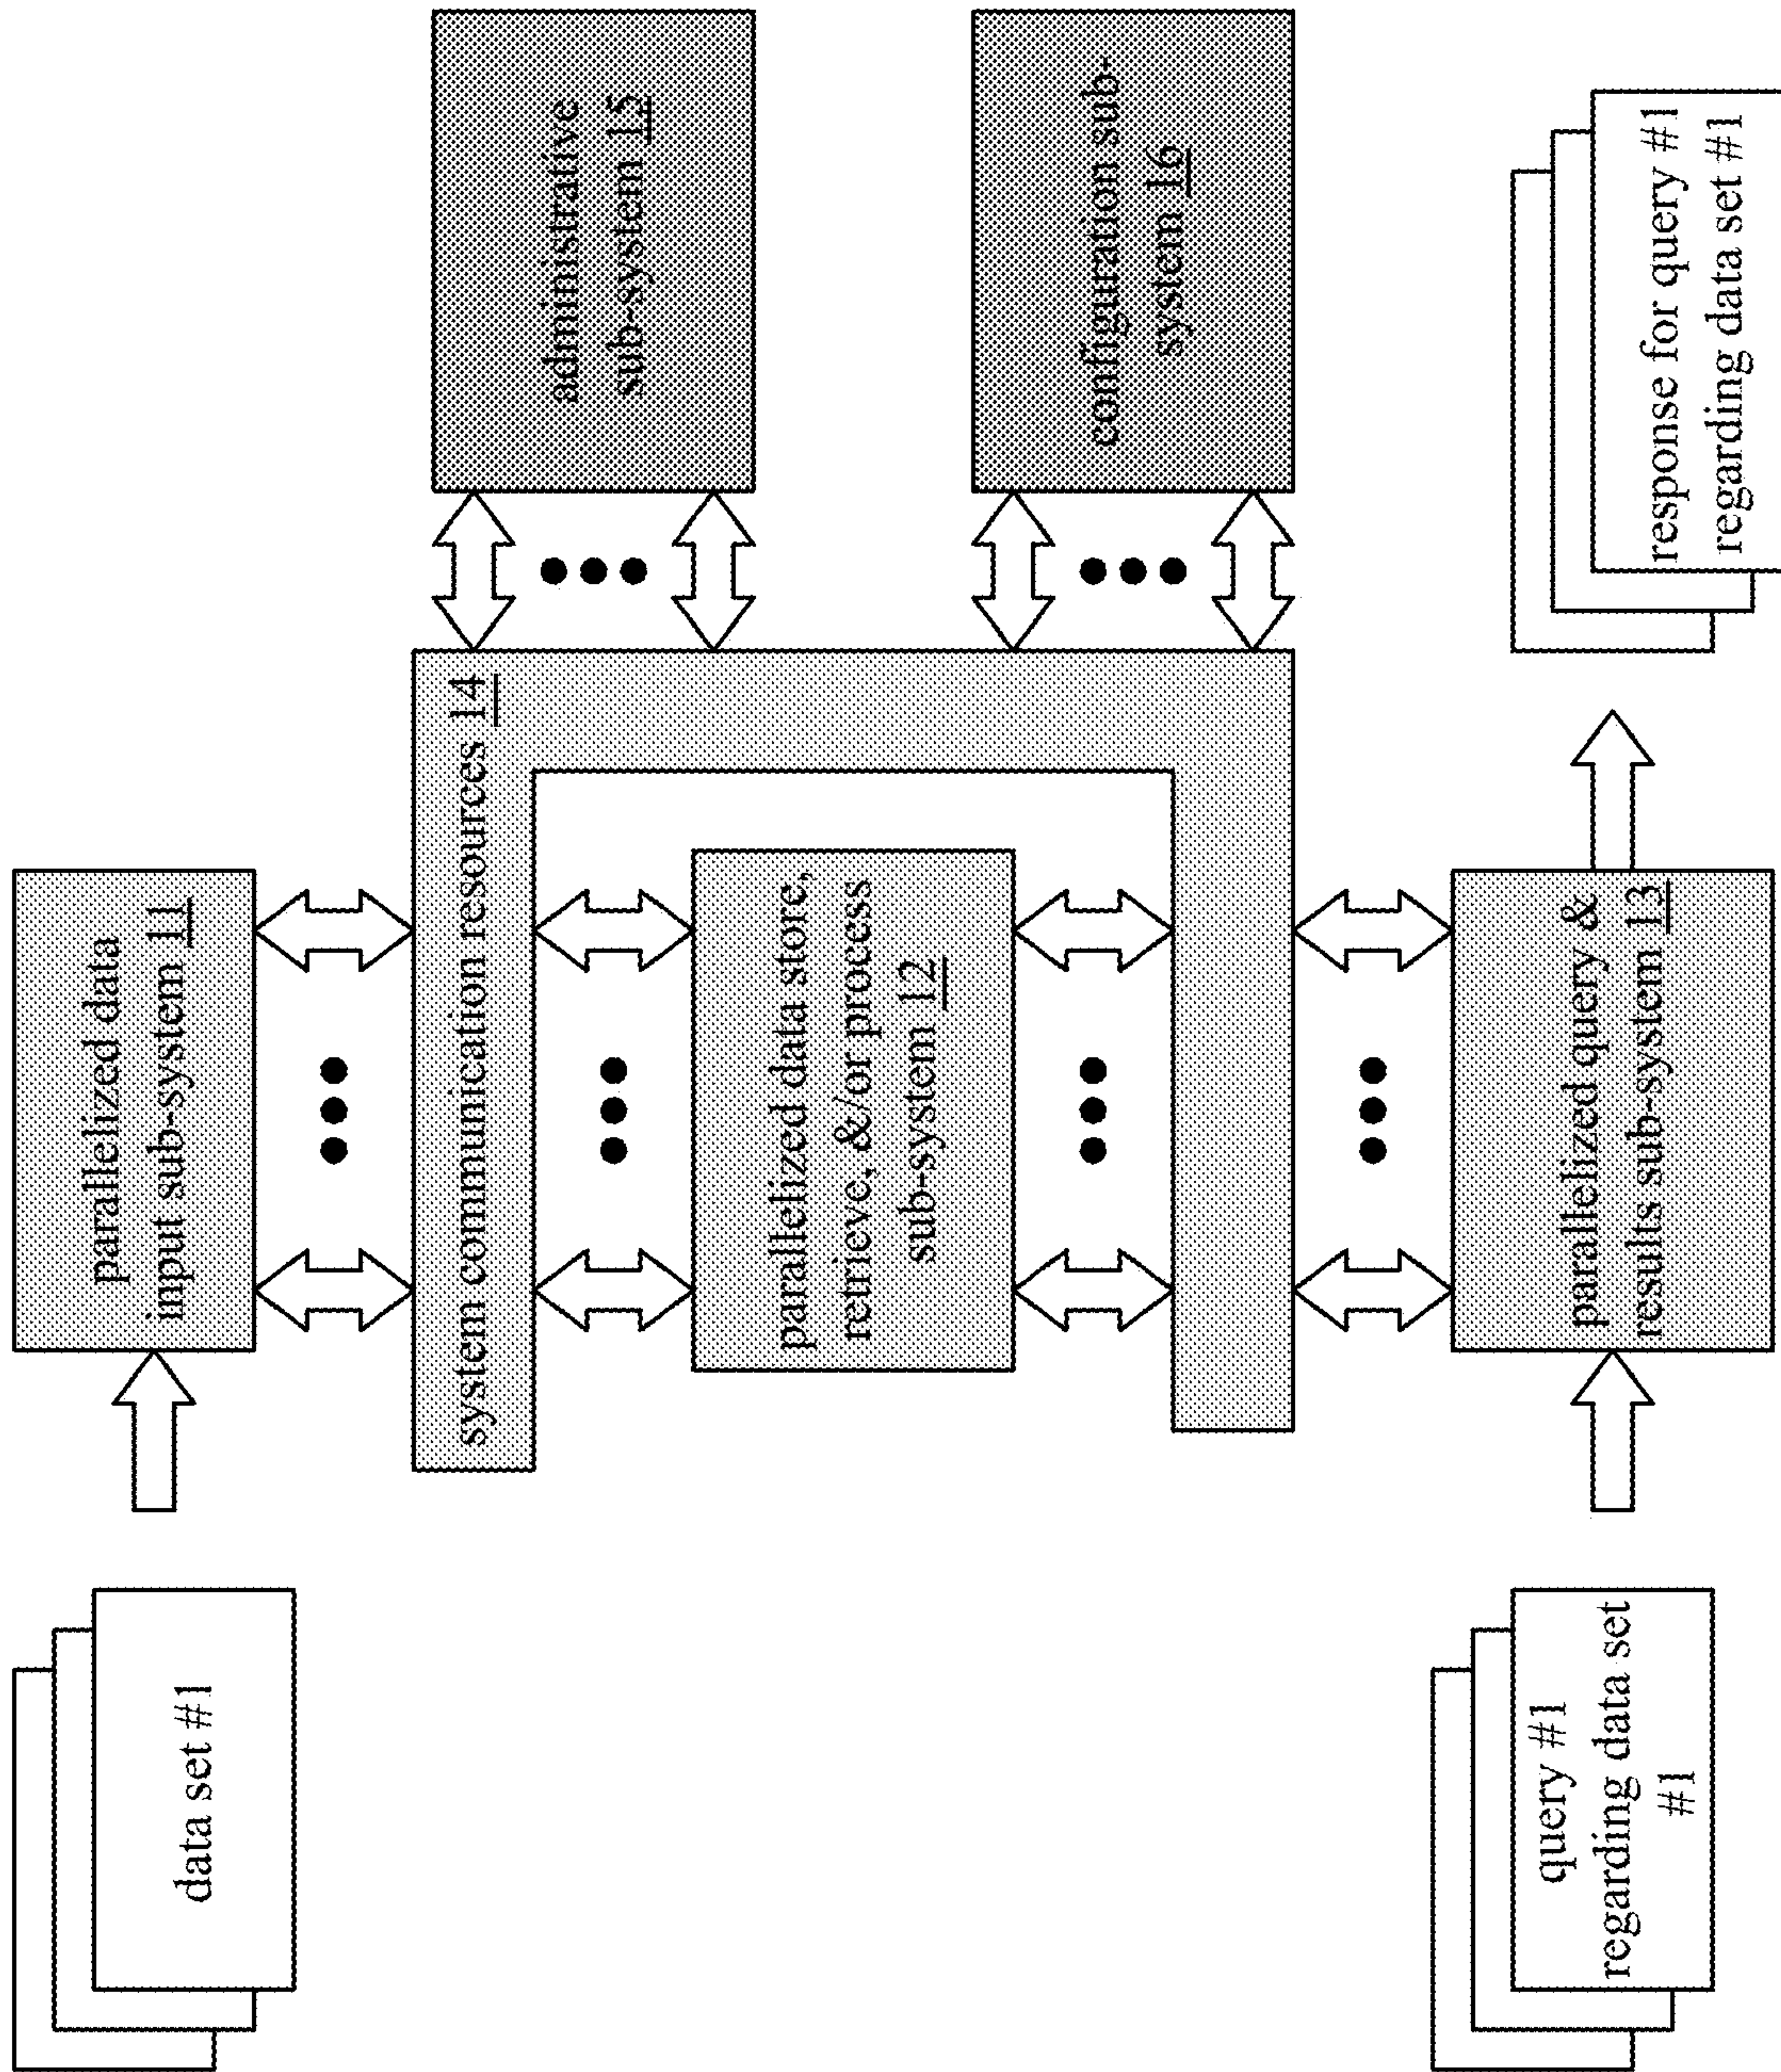 data set #1
parallelized data
input sub-system 11
system communication resources 14
administrative
sub-system 15
parallelized data store,
retrieve, &/or process
sub-system 12
configuration sub-
system 16
query #1
regarding data set
#1
parallelized query &
results sub-system 13
response for query #1
regarding data set #1